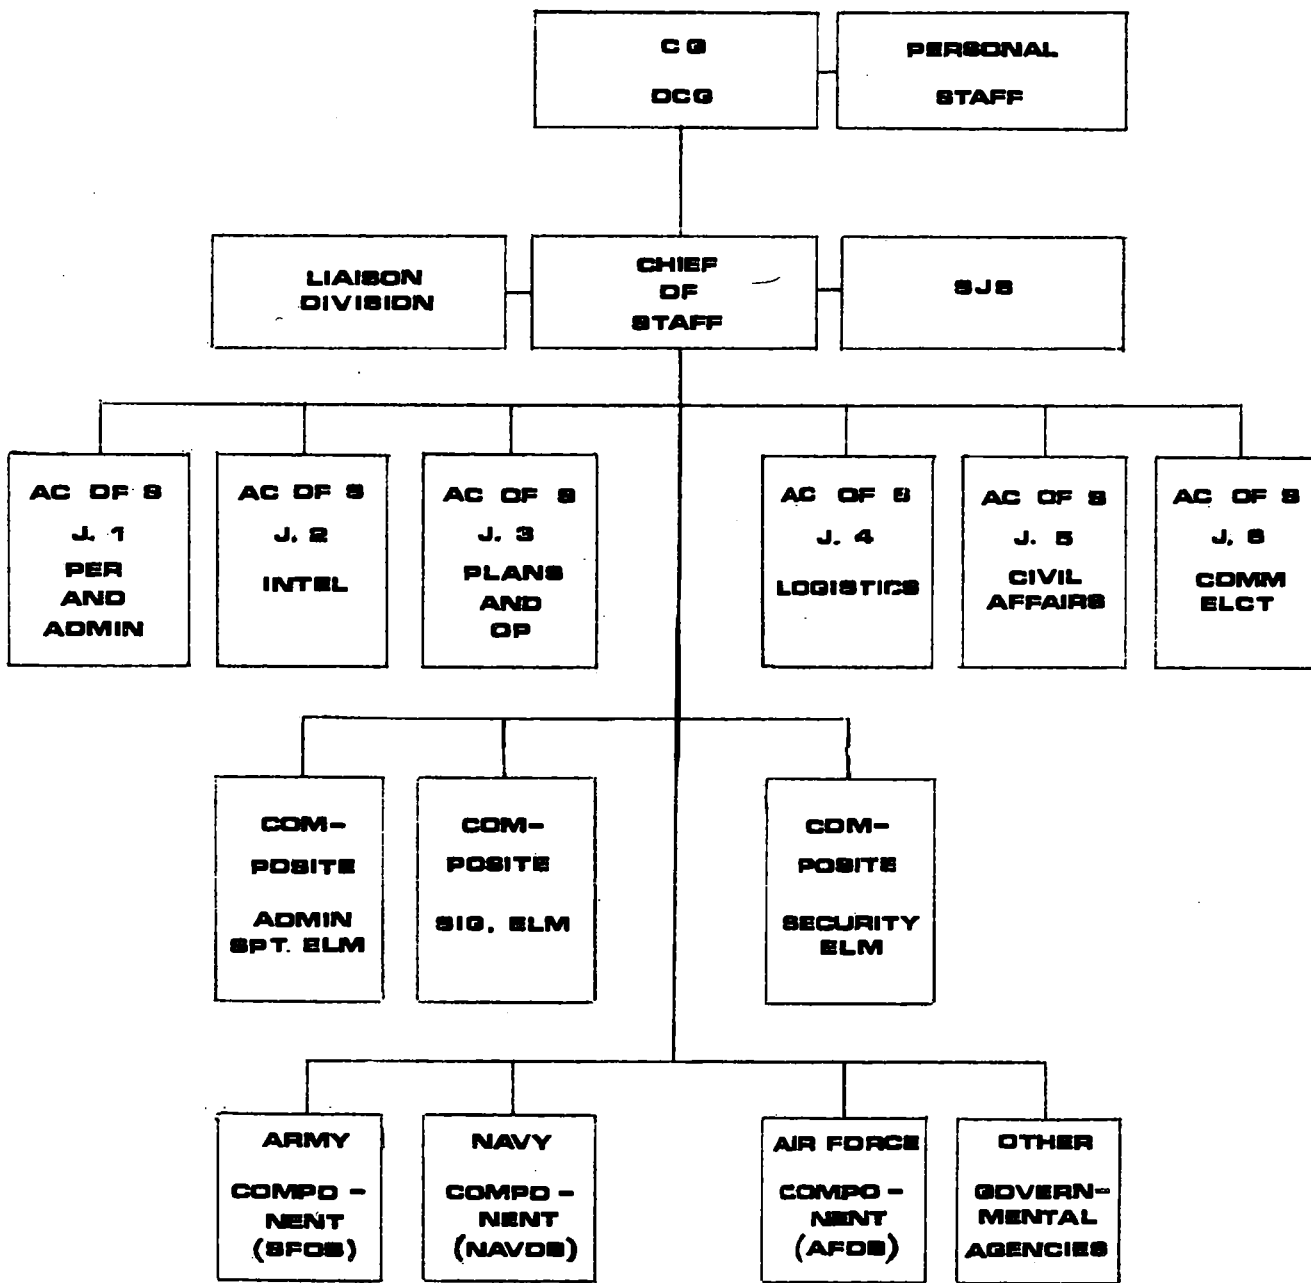 CG
DCG
PERSONAL
STAFF
LIAISON
DIVISION
CHIEF
OF
STAFF
SJS
AC OF S
J. 1
PER
AND
ADMIN
AC OF S
J. 2
INTEL
AC OF S
J. 3
PLANS
AND
OP
AC OF S
J. 4
LOGISTICS
AC OF S
J. 5
CIVIL
AFFAIRS
AC OF S
J. 6
COMM
ELCT
COM-
POSITE
ADMIN
SPT. ELM
COM-
POSITE
SIG. ELM
COM-
POSITE
SECURITY
ELM
ARMY
COMPO-
NENT
(SFOB)
NAVY
COMPO-
NENT
(NAVOB)
AIR FORCE
COMPO-
NENT
(AFOB)
OTHER
GOVERN-
MENTAL
AGENCIES